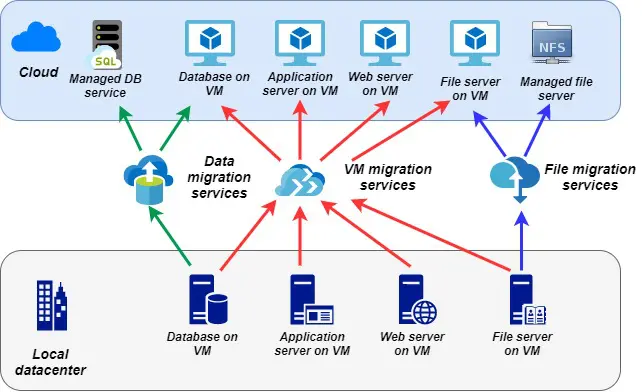 Cloud
SQL
NFS
Managed DB
service
Database on
VM
Application
server on VM
Web server
on VM
File server
on VM
Managed file
server
Data
migration
services
VM migration
services
File migration
services
Local
datacenter
Database on
VM
Application
server on VM
Web server
on VM
File server
on VM